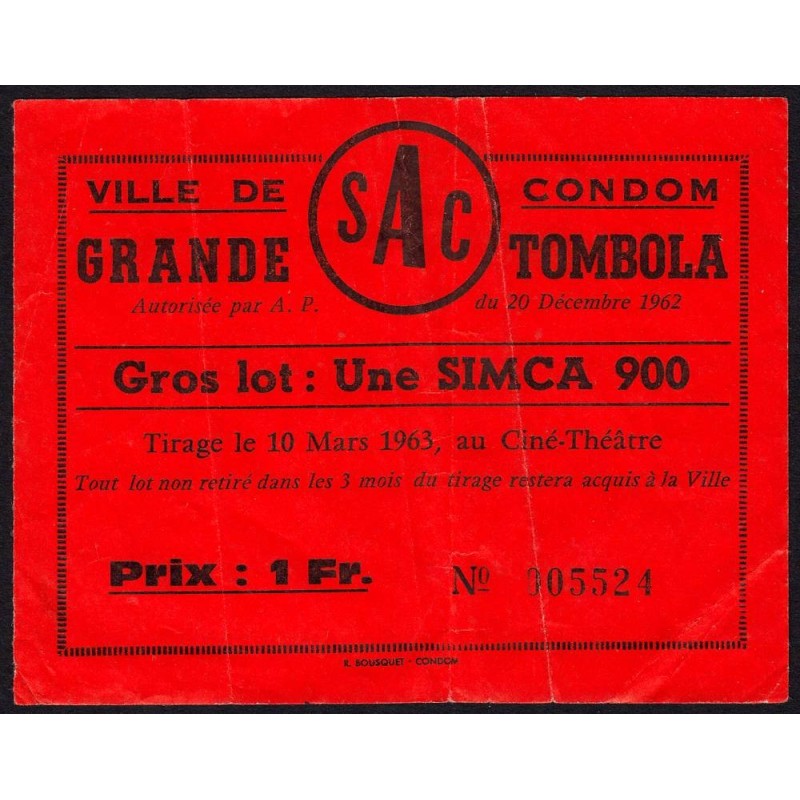 VILLE DE SAC CONDOM
GRANDE TOMBOLA
Autorisée par A. P. du 20 Décembre 1962
Gros lot : Une SIMCA 900
Tirage le 10 Mars 1963, au Ciné-Théâtre
Tout lot non retiré dans les 3 mois du tirage restera acquis à la Ville
Prix : 1 Fr. Nº 005524
R. BOUSQUET - CONDOM